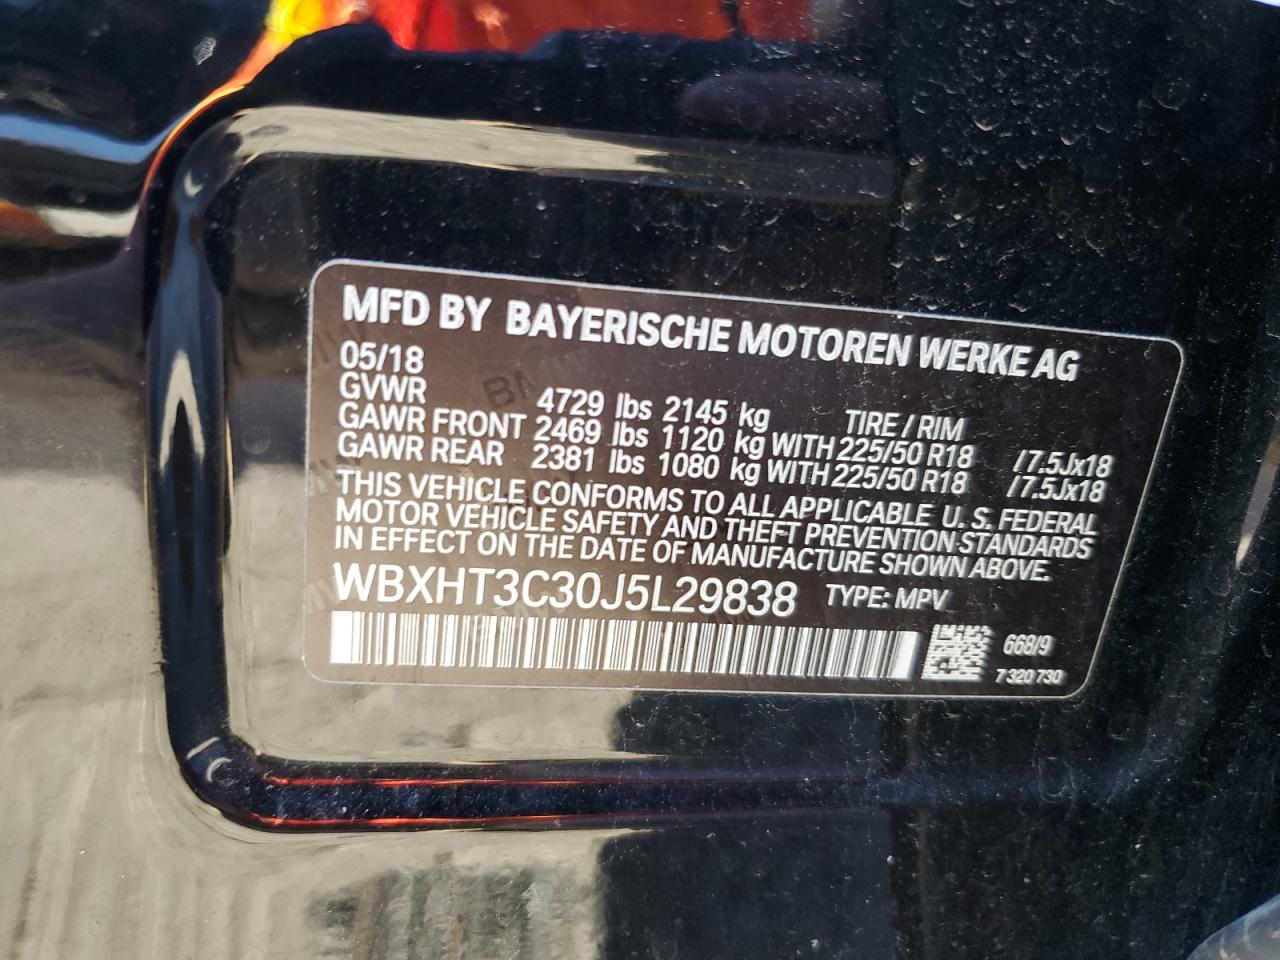 MFD BY BAYERISCHE MOTOREN WERKE AG
05/18
GVWR 4729 lbs 2145 kg TIRE / RIM
GAWR FRONT 2469 lbs 1120 kg WITH 225/50 R18 /7.5Jx18
GAWR REAR 2381 lbs 1080 kg WITH 225/50 R18 /7.5Jx18
THIS VEHICLE CONFORMS TO ALL APPLICABLE U. S. FEDERAL
MOTOR VEHICLE SAFETY AND THEFT PREVENTION STANDARDS
IN EFFECT ON THE DATE OF MANUFACTURE SHOWN ABOVE.
WBXHT3C30J5L29838 TYPE: MPV
668/9
7 320 730